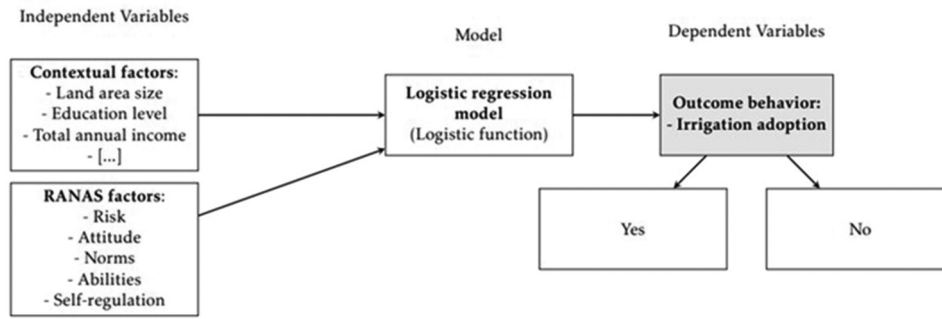 Independent Variables
Model
Dependent Variables
Contextual factors:
- Land area size
- Education level
- Total annual income
- [...]
Logistic regression
model
(Logistic function)
Outcome behavior:
- Irrigation adoption
RANAS factors:
- Risk
- Attitude
- Norms
- Abilities
- Self-regulation
Yes
No